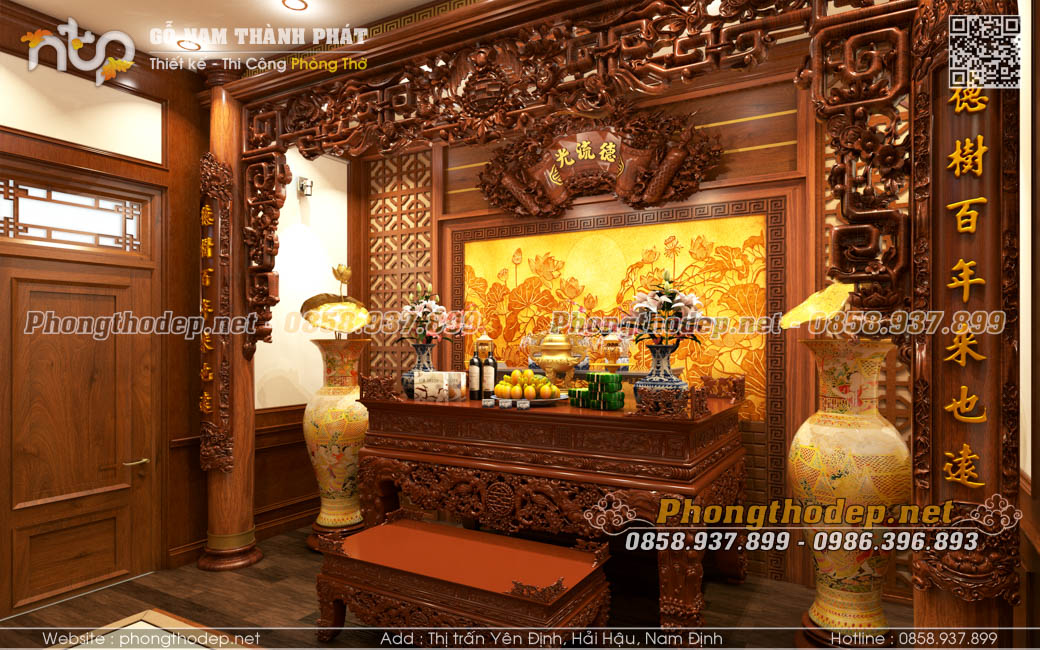 ntp
GỖ NAM THÀNH PHÁT
Thiết kế - Thi Công Phòng Thờ
德流光
德樹百年來也遠
Phongthodep.net - 0858.937.899
Phongthodep.net - 0858.937.899
Phongthodep.net
0858.937.899 - 0986.396.893
Website : phongthodep.net
Add : Thị trấn Yên Định, Hải Hậu, Nam Định
Hotline : 0858.937.899